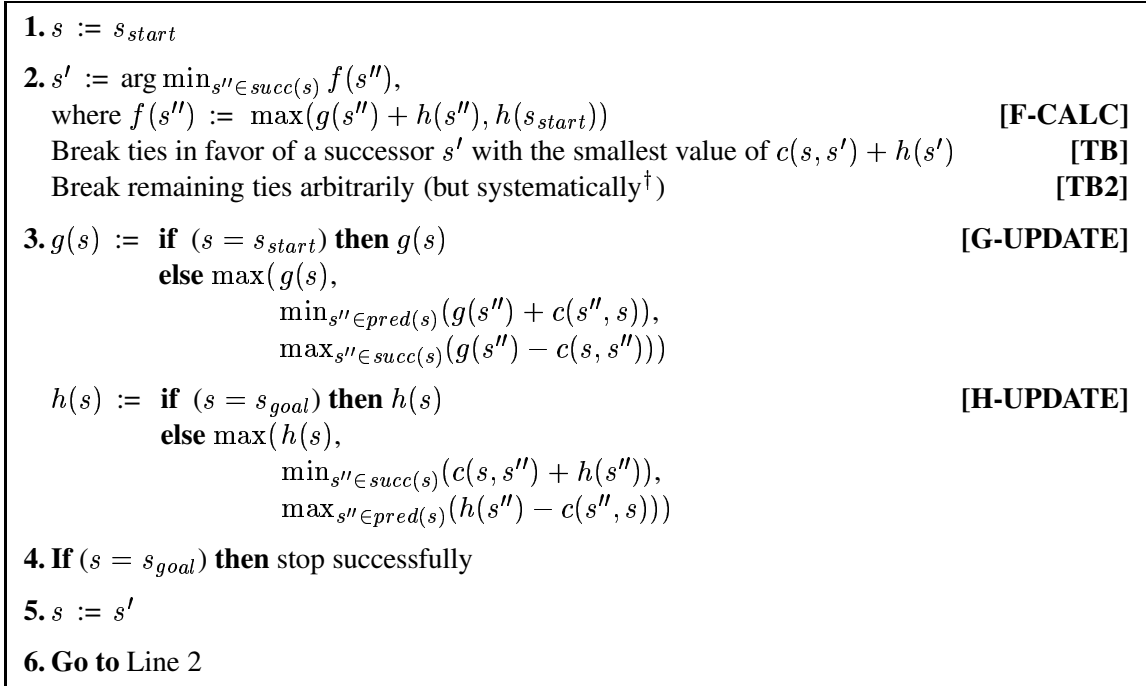 1. s := s_start
2. s′ := arg min_{s″∈succ(s)} f(s″),
where f(s″) := max(g(s″) + h(s″), h(s_start)) [F-CALC]
Break ties in favor of a successor s′ with the smallest value of c(s, s′) + h(s′) [TB]
Break remaining ties arbitrarily (but systematically†) [TB2]
3. g(s) := if (s = s_start) then g(s) [G-UPDATE]
else max(g(s),
min_{s″∈pred(s)}(g(s″) + c(s″, s)),
max_{s″∈succ(s)}(g(s″) − c(s, s″)))
h(s) := if (s = s_goal) then h(s) [H-UPDATE]
else max(h(s),
min_{s″∈succ(s)}(c(s, s″) + h(s″)),
max_{s″∈pred(s)}(h(s″) − c(s″, s)))
4. If (s = s_goal) then stop successfully
5. s := s′
6. Go to Line 2